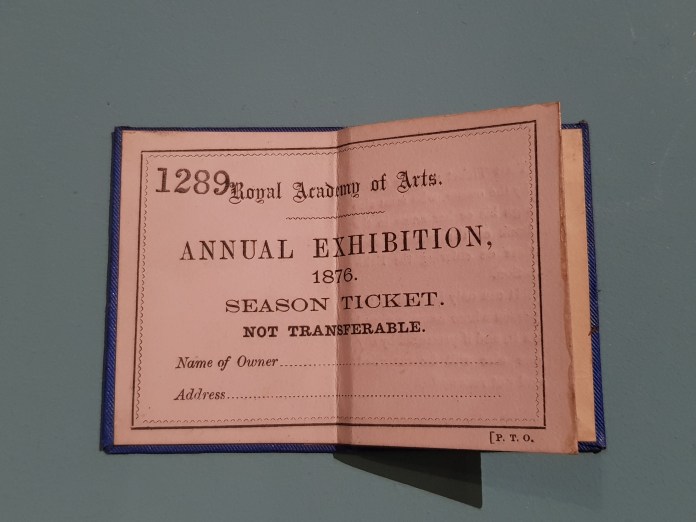 1289 Royal Academy of Arts.
ANNUAL EXHIBITION,
1876.
SEASON TICKET.
NOT TRANSFERABLE.
Name of Owner
Address
[P. T. O.